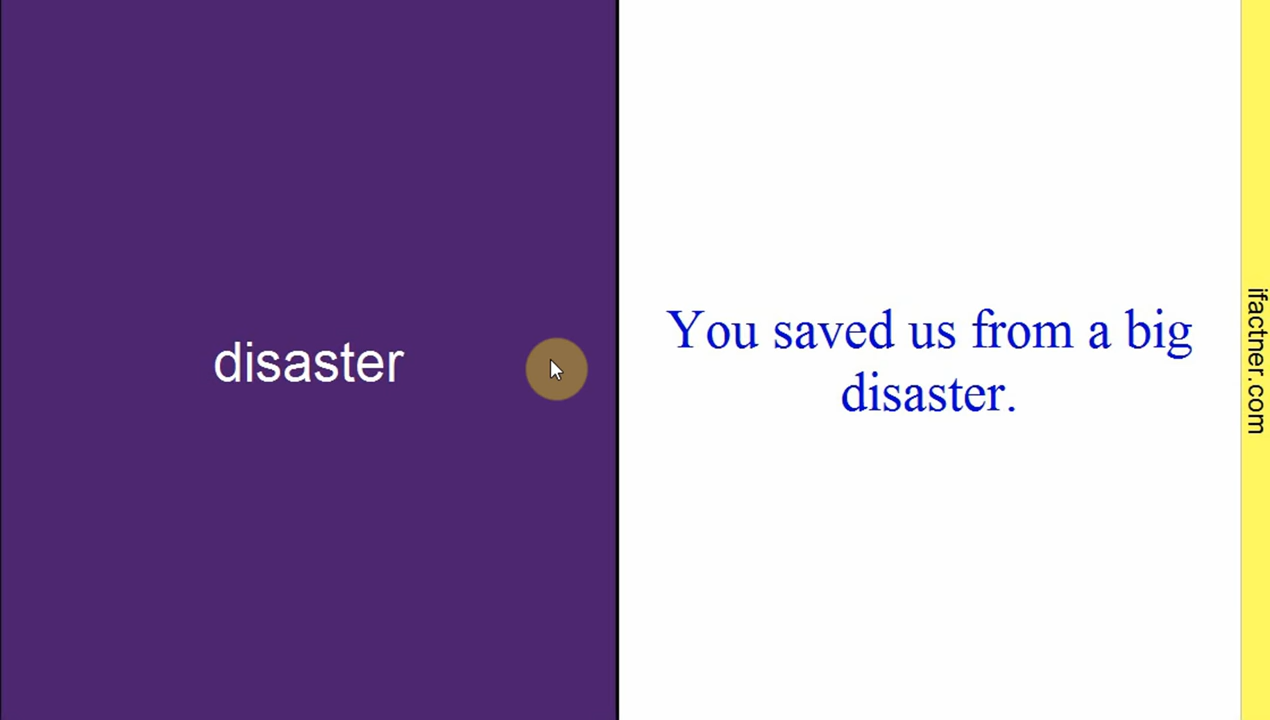 disaster
You saved us from a big
disaster.
ifactner.com